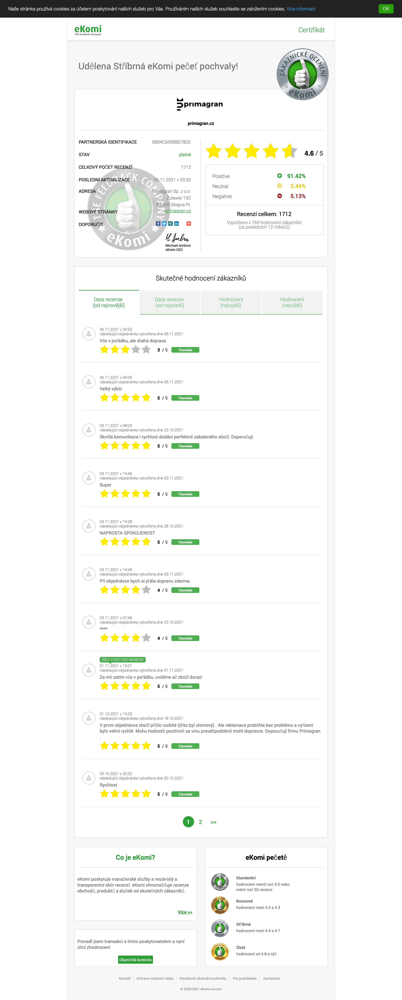 Naše stránka používá cookies za účelem poskytování našich služeb pro Vás. Používáním našich služeb souhlasíte se založením cookies. Více informací
OK
eKomi
The Feedback Company
Certifikát
Udělena Stříbrná eKomi pečeť pochvaly!
ZÁKAZNICKÉ OCENĚNÍ
eKomi
primagran
primagran.cz
PARTNERSKÁ IDENTIFIKACE 9BB4C639BBE78DE
STAV platné
CELKOVÝ POČET RECENZÍ 1712
POSLEDNÍ AKTUALIZACE 06.11.2021 v 20:52
ADRESA Primagran Sp. z o.o.
Żuławki 15C
82-103 Stegna PL
WEBOVÉ STRÁNKY primagran.cz
DOPORUČIT
THE FEEDBACK COMPANY
eKomi
M Ambros
Michael Ambros
eKomi CEO
4.6 / 5
Positive 91.42%
Neutral 3.44%
Negative 5.13%
Recenzí celkem: 1712
Vypočteno z 769 hodnocení zákazníků
(za posledních 12 měsíců)
Skutečné hodnocení zákazníků
Data recenze
(od nejnovější)
Data recenze
(od nejstarší)
Hodnocení
(nejvyšší)
Hodnocení
(nejnižší)
06.11.2021 v 20:52
následující objednávka vytvořena dne 06.11.2021
Vše v pořádku, ale drahá doprava
3 / 5 Translate
06.11.2021 v 09:05
následující objednávka vytvořena dne 06.11.2021
Velký výběr
5 / 5 Translate
05.11.2021 v 08:25
následující objednávka vytvořena dne 25.10.2021
Skvělá komunikace i rychlost dodání perfektně zabaleného zboží. Doporučuji
5 / 5 Translate
03.11.2021 v 19:46
následující objednávka vytvořena dne 03.11.2021
Super
5 / 5 Translate
03.11.2021 v 19:28
následující objednávka vytvořena dne 28.10.2021
NAPROSTA SPOKOJENOST
5 / 5 Translate
03.11.2021 v 14:49
následující objednávka vytvořena dne 03.11.2021
Při objednávce bych si přála dopravu zdarma.
4 / 5 Translate
03.11.2021 v 07:46
následující objednávka vytvořena dne 25.10.2021
****
4 / 5 Translate
2021-11-01T14:01:40+00:00
01.11.2021 v 15:01
následující objednávka vytvořena dne 01.11.2021
Za mě zatím vše v pořádku, uvidíme až zboží dorazí
5 / 5 Translate
31.10.2021 v 15:33
následující objednávka vytvořena dne 18.10.2021
V první objednávce zboží přišlo rozbité (dřez byl zlomený) . Ale reklamace proběhla bez problému a vyřízení
bylo velmi rychlé. Mohu hodnotit pozitivně za vinu pravděpodobně mohl dopravce. Doporučuji firmu Primagran
.
5 / 5 Translate
29.10.2021 v 20:32
následující objednávka vytvořena dne 20.10.2021
Rychlost
5 / 5 Translate
1 2 >>
Co je eKomi?
eKomi poskytuje manažerské služby a nezávislý a
transparentní sběr recenzí. eKomi shromažďuje recenze
obchodů, produktů a služeb od skutečných zákazníků.
Více >>
Provedl jsem transakci s tímto poskytovatelem a nyní
chci zhodnocení
Okamžitá kontrola
eKomi pečetě
ZÁKAZNICKÉ OCENĚNÍ
eKomi
Standardní
hodnocení menší než 4.0 nebo
méně než 50 recenzí
ZÁKAZNICKÉ OCENĚNÍ
eKomi
Bronzová
hodnocení mezi 4.0 a 4.3
ZÁKAZNICKÉ OCENĚNÍ
eKomi
Stříbrná
hodnocení mezi 4.4 a 4.7
ZÁKAZNICKÉ OCENĚNÍ
eKomi
Zlatá
hodnocení od 4.8 a výš
Kontakt Ochrana osobních údajù Všeobecné obchodní podmínky Pro podnikatele Zamìstnání
© 2008-2021 ekomi-us.com